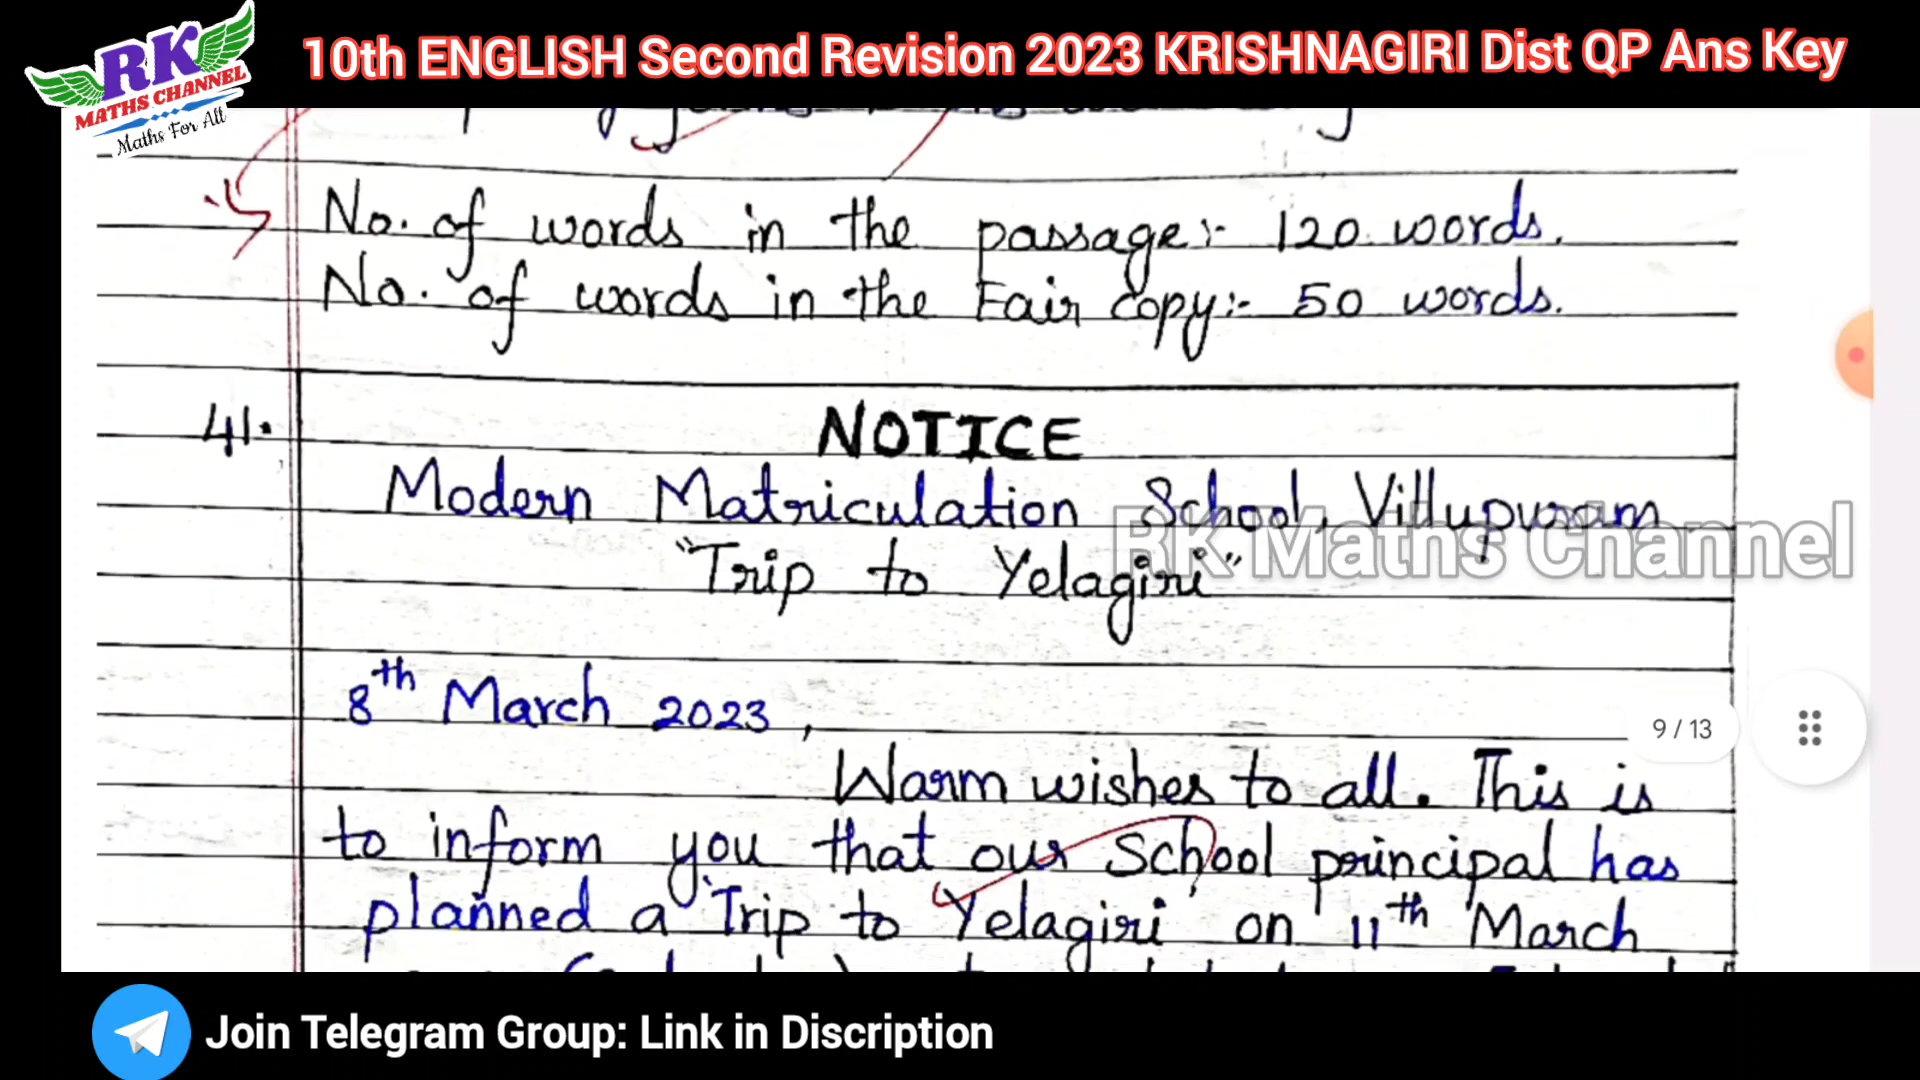 RK
MATHS CHANNEL
Maths For All
10th ENGLISH Second Revision 2023 KRISHNAGIRI Dist QP Ans Key
No. of words in the passage:- 120 words.
No. of words in the Fair copy:- 50 words.
41.
NOTICE
Modern Matriculation School, Villupuram
RK Maths Channel
"Trip to Yelagiri"
8th March 2023,
9 / 13
Warm wishes to all. This is
to inform you that our School principal has
planned a 'Trip to Yelagiri' on 11th March
Join Telegram Group: Link in Discription